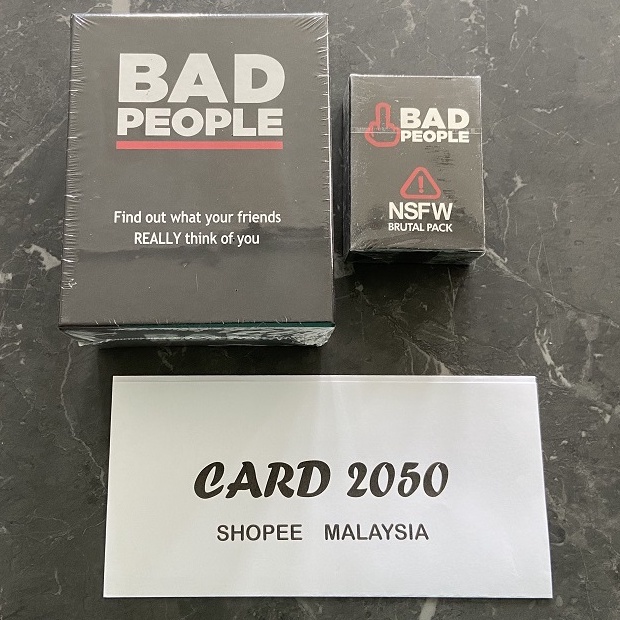 BAD
PEOPLE
Find out what your friends
REALLY think of you
BAD
PEOPLE
NSFW
BRUTAL PACK
CARD 2050
SHOPEE MALAYSIA